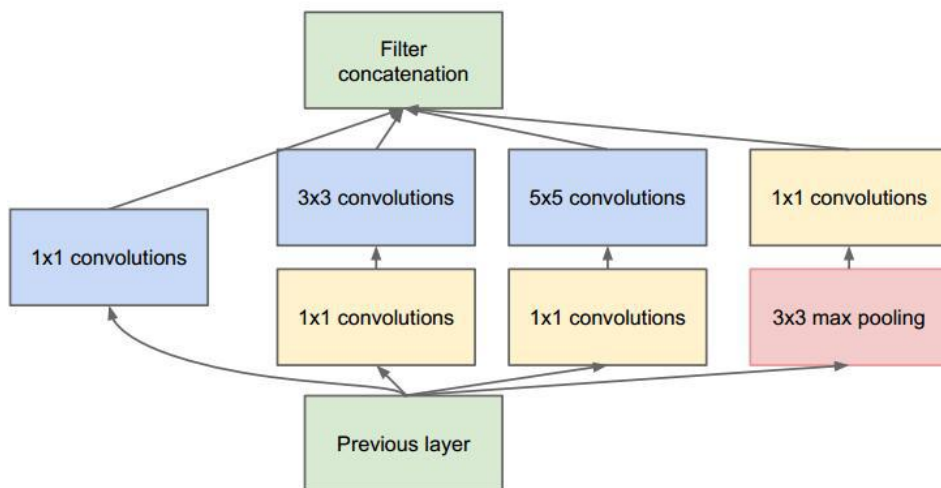 Filter
concatenation
3x3 convolutions
5x5 convolutions
1x1 convolutions
1x1 convolutions
1x1 convolutions
1x1 convolutions
3x3 max pooling
Previous layer